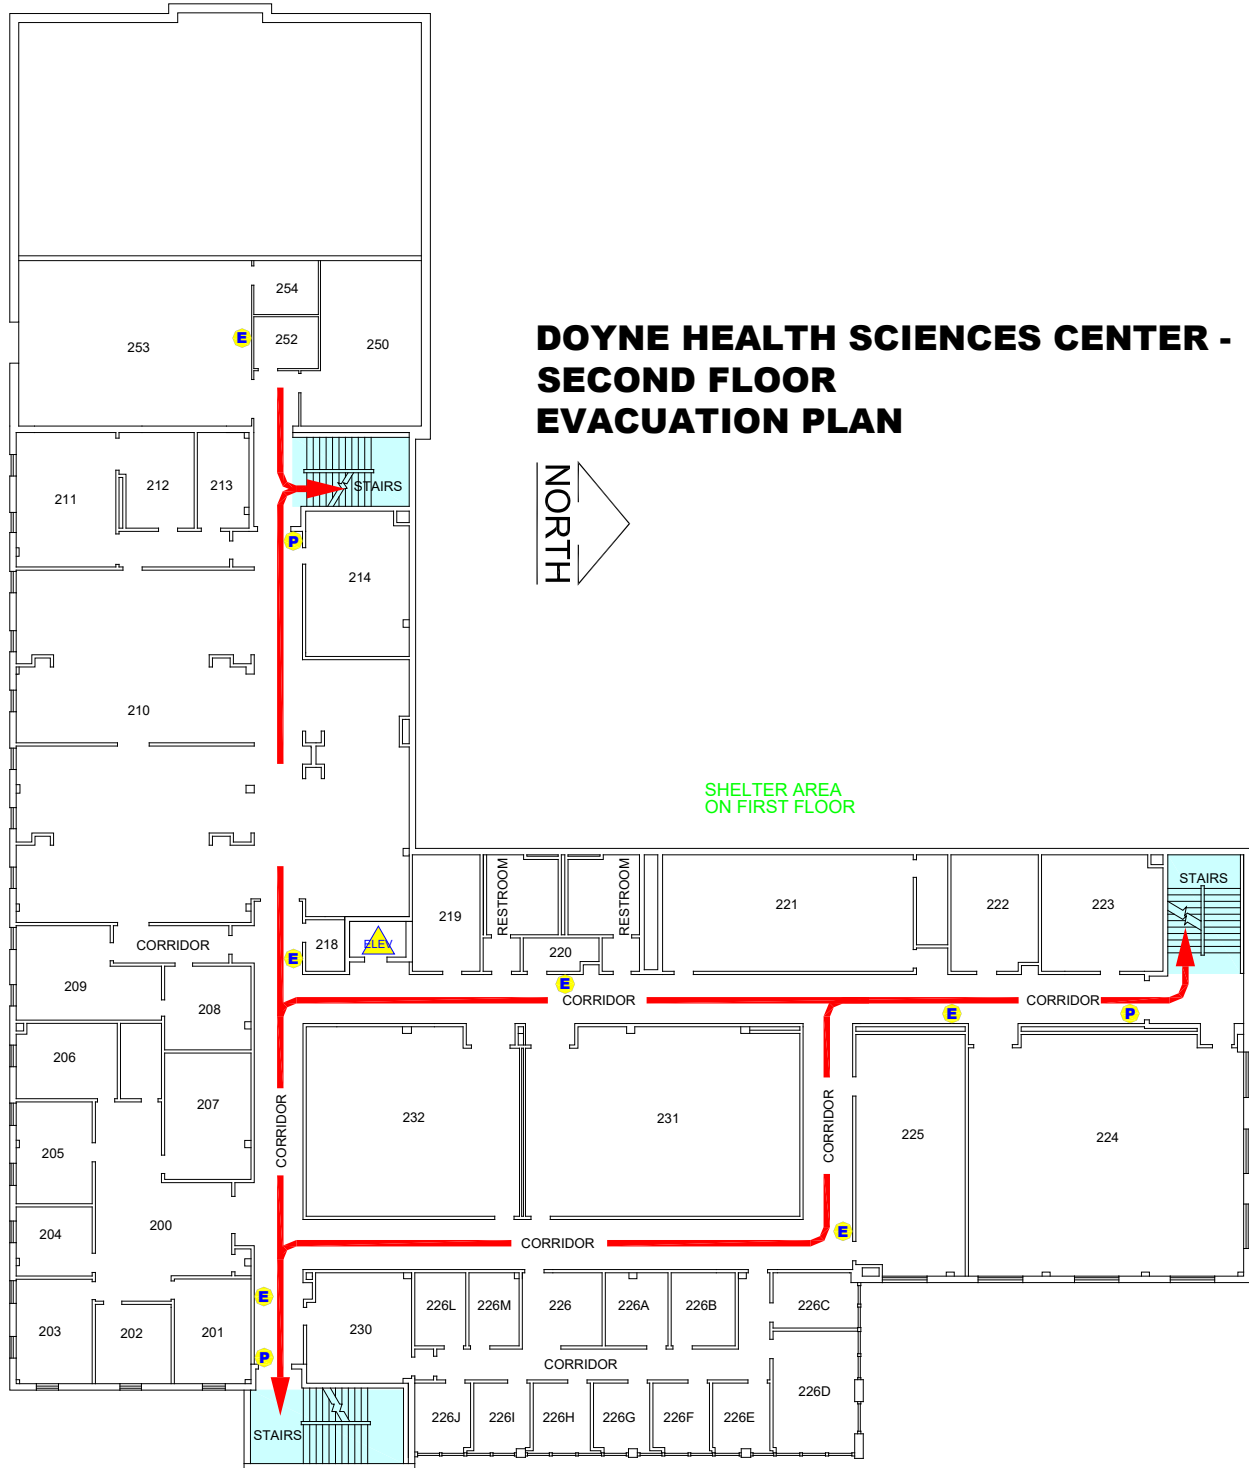 254
252
250
253
E
DOYNE HEALTH SCIENCES CENTER -
SECOND FLOOR
EVACUATION PLAN
NORTH
STAIRS
211
212
213
P
214
210
SHELTER AREA
ON FIRST FLOOR
CORRIDOR
218
ELEV
219
RESTROOM
220
RESTROOM
221
222
223
STAIRS
209
208
E
E
CORRIDOR
CORRIDOR
E
P
206
207
205
204
200
CORRIDOR
232
231
CORRIDOR
225
224
E
CORRIDOR
203
202
201
E
P
230
226L
226M
226
226A
226B
226C
CORRIDOR
226D
226J
226I
226H
226G
226F
226E
STAIRS